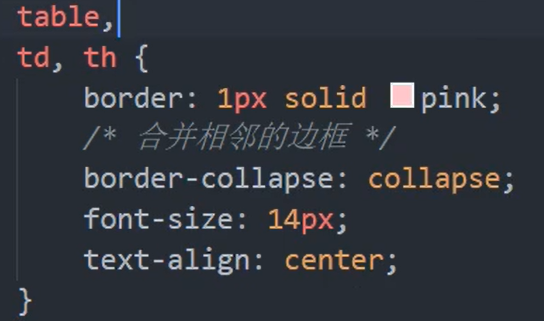 table,
td, th {
border: 1px solid pink;
/* 合并相邻的边框 */
border-collapse: collapse;
font-size: 14px;
text-align: center;
}